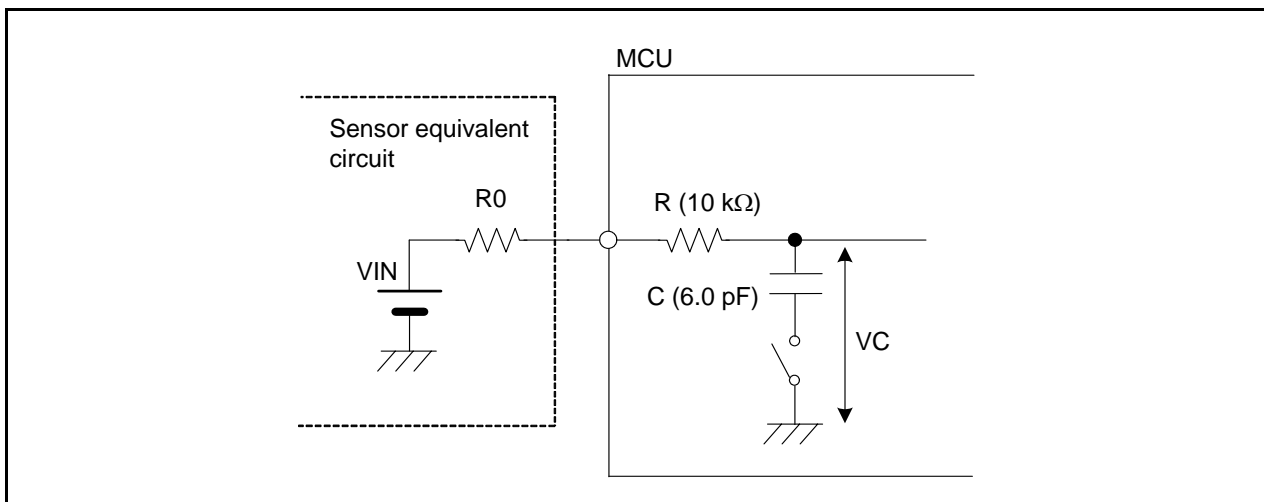 MCU
Sensor equivalent
circuit
R0
R (10 kΩ)
VIN
C (6.0 pF)
VC